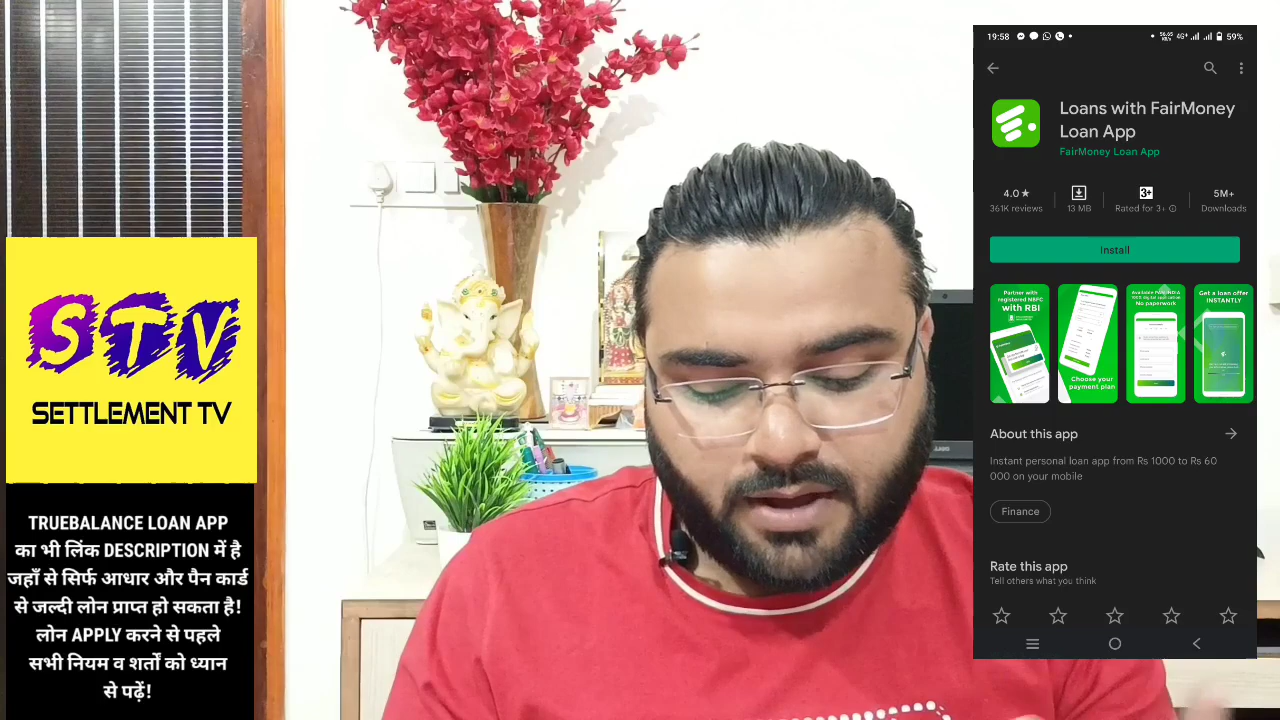 STV
SETTLEMENT TV
TRUEBALANCE LOAN APP
का भी लिंक DESCRIPTION में है
जहाँ से सिर्फ आधार और पैन कार्ड
से जल्दी लोन प्राप्त हो सकता है!
लोन APPLY करने से पहले
सभी नियम व शर्तों को ध्यान
से पढ़ें!
19:58
4G+
59%
Loans with FairMoney
Loan App
FairMoney Loan App
4.0★
361K reviews
13 MB
3+
Rated for 3+
5M+
Downloads
Install
Partner with
registered NBFC
with RBI
Choose your
payment plan
No paperwork
Get a loan offer
INSTANTLY
About this app
Instant personal loan app from Rs 1000 to Rs 60
000 on your mobile
Finance
Rate this app
Tell others what you think